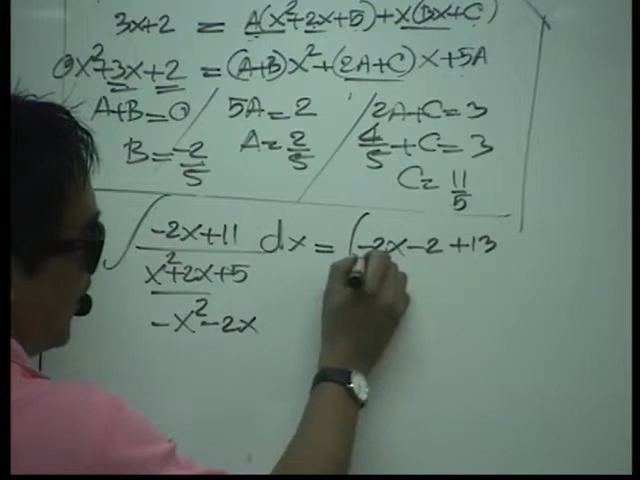 3x+2 = A(x²+2x+5)+x(Bx+C)
0x²+3x+2 = (A+B)x²+(2A+C)x+5A
A+B=0 / 5A=2 / 2A+C=3
B=-2/5 A=2/5 4/5+C=3
C=11/5
∫ -2x+11 / x²+2x+5 dx = ∫ -2x-2+13
-x²-2x